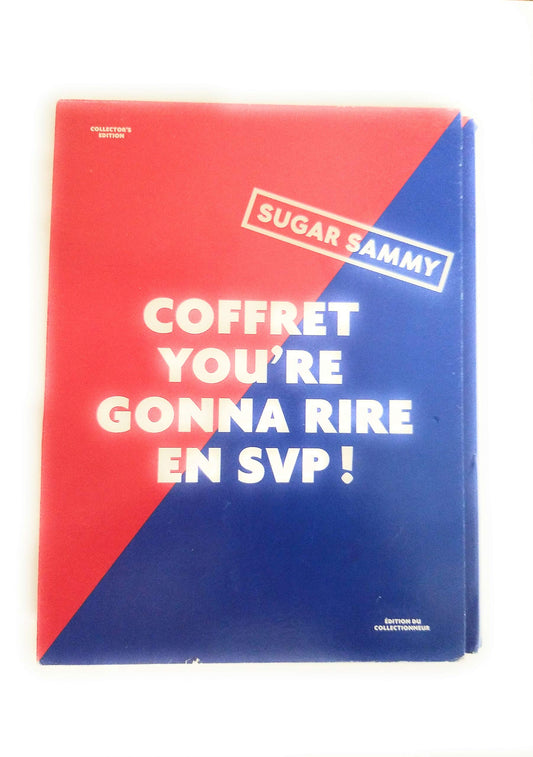 COLLECTOR'S
EDITION
SUGAR SAMMY
COFFRET
YOU'RE
GONNA RIRE
EN SVP !
ÉDITION DU
COLLECTIONNEUR